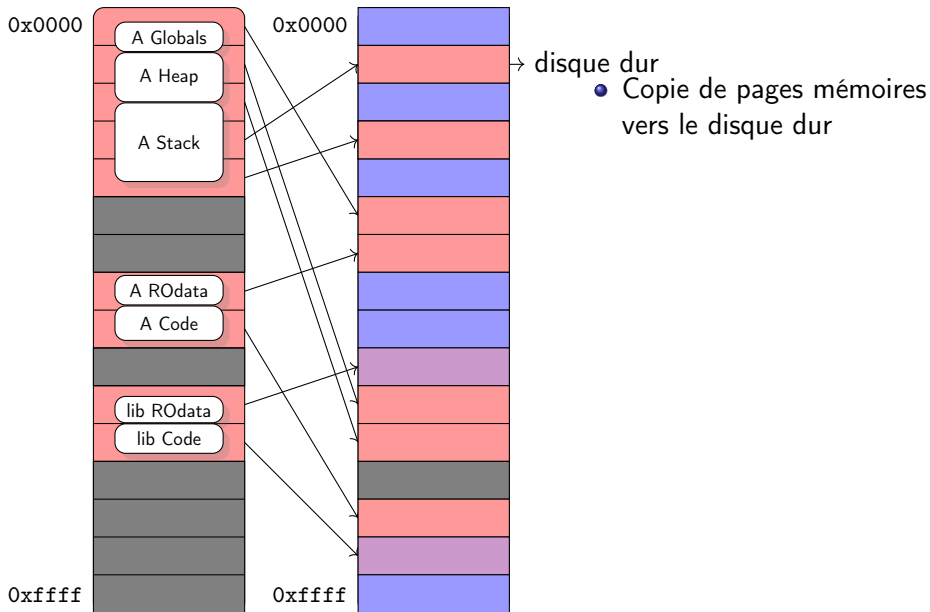 0x0000
A Globals
A Heap
A Stack
A ROdata
A Code
lib ROdata
lib Code
0xffff
0x0000
0xffff
disque dur
Copie de pages mémoires
vers le disque dur